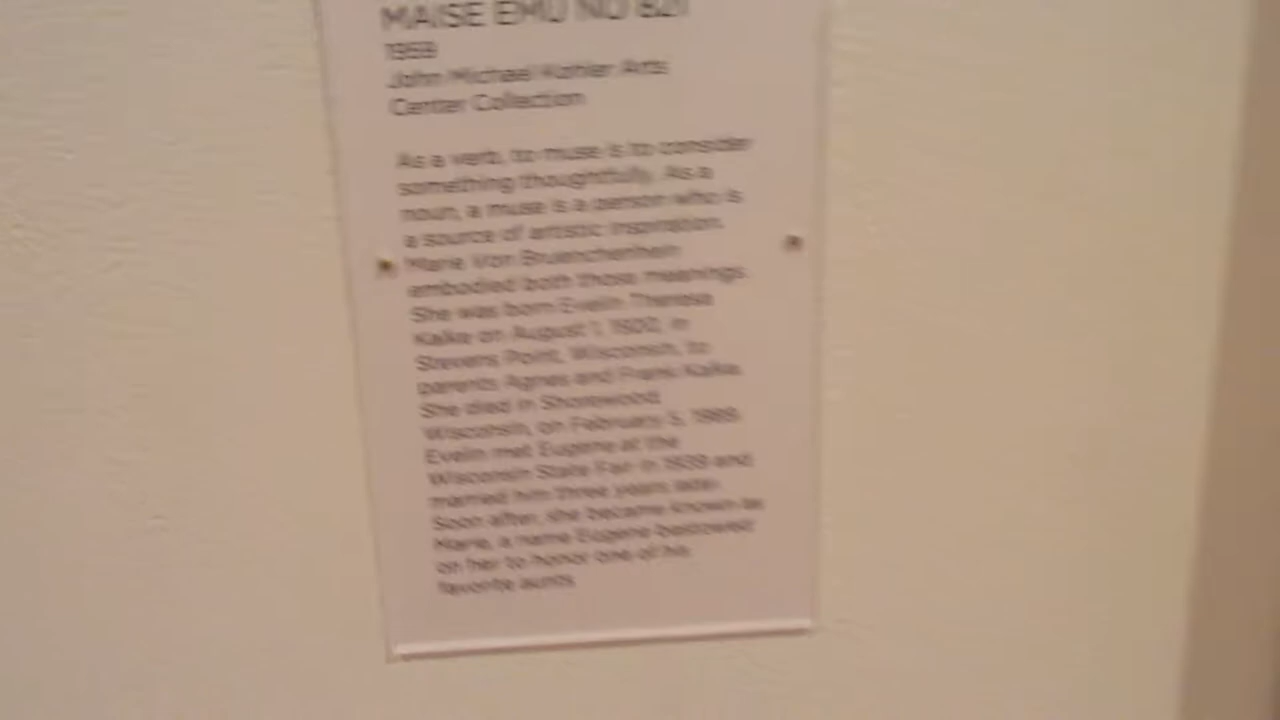 MAISE EMU NO 821
1959
John Michael Kohler Arts
Center Collection
As a verb, to muse is to consider
something thoughtfully. As a
noun, a muse is a person who is
a source of artistic inspiration.
Marie Von Bruenchenhein
embodied both those meanings.
She was born Evelin Theresa
Kalke on August 1, 1920, in
Stevens Point, Wisconsin, to
parents Agnes and Frank Kalke.
She died in Shorewood,
Wisconsin, on February 5, 1989.
Evelin met Eugene at the
Wisconsin State Fair in 1939 and
married him three years later.
Soon after, she became known as
Marie, a name Eugene bestowed
on her to honor one of his
favorite aunts.